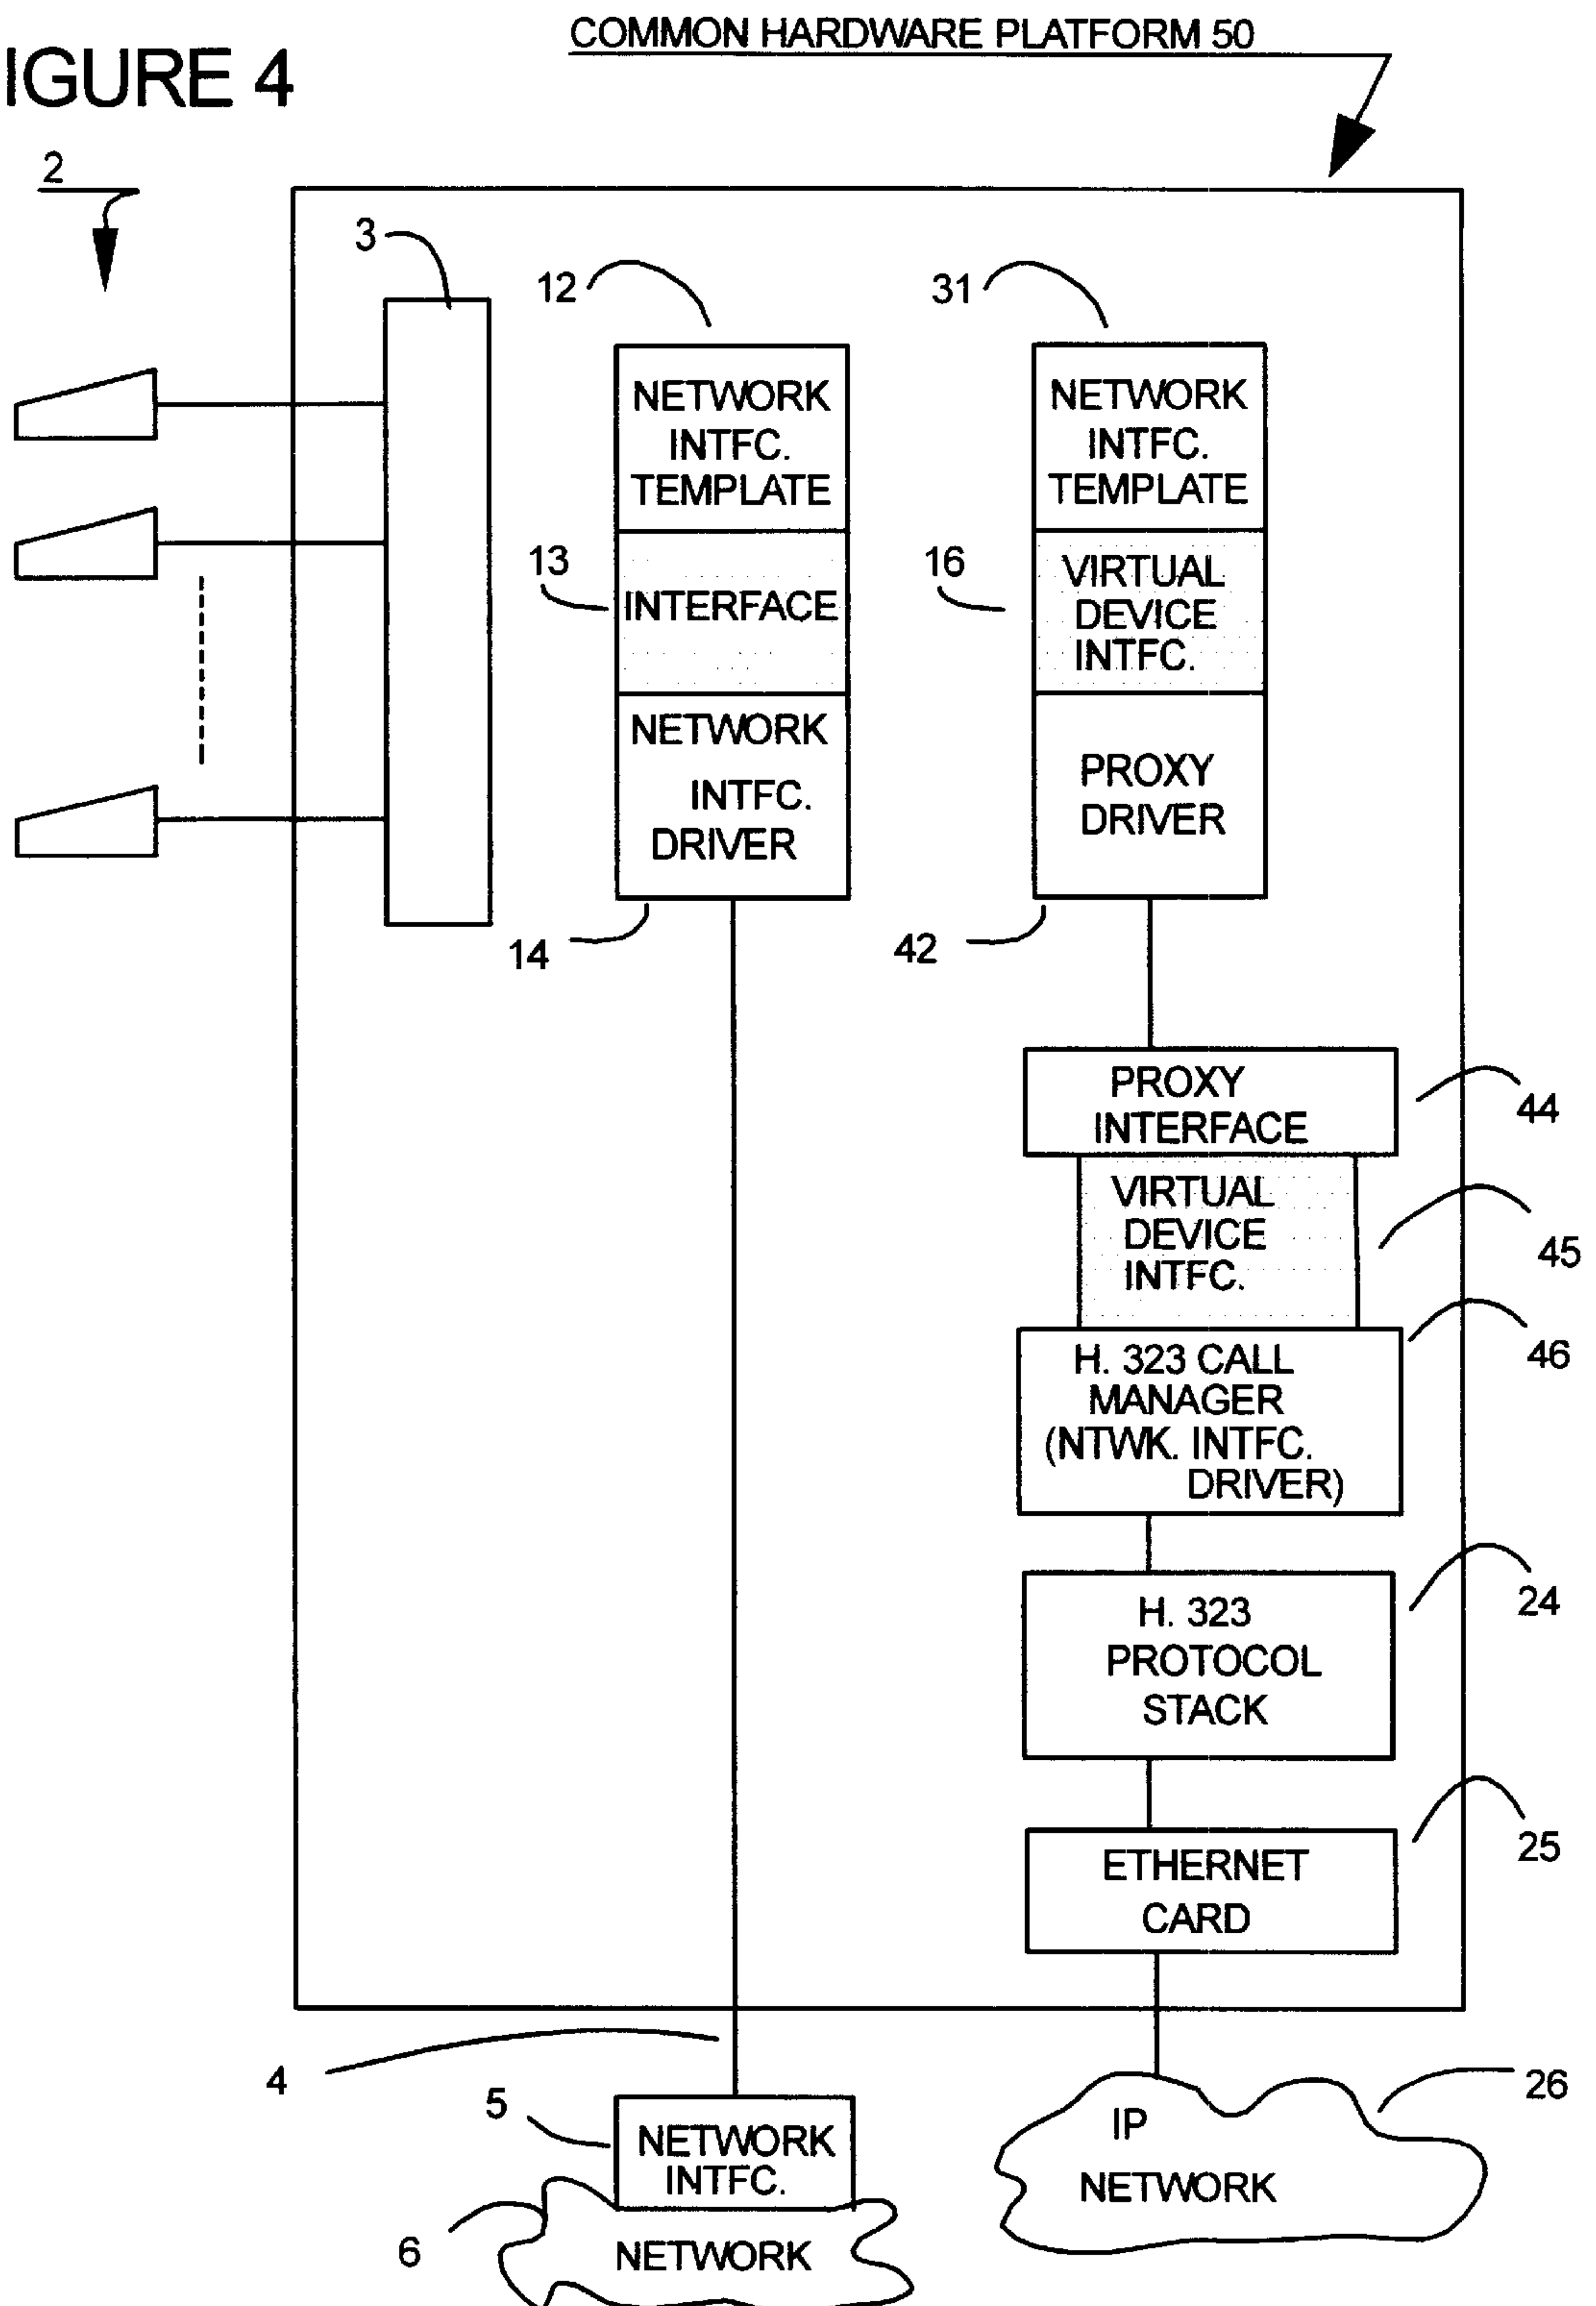 COMMON HARDWARE PLATFORM 50
IGURE 4
2
3
12
31
NETWORK
INTFC.
TEMPLATE
NETWORK
INTFC.
TEMPLATE
13
INTERFACE
16
VIRTUAL
DEVICE
INTFC.
NETWORK
INTFC.
DRIVER
PROXY
DRIVER
14
42
PROXY
INTERFACE
44
VIRTUAL
DEVICE
INTFC.
45
H. 323 CALL
MANAGER
(NTWK. INTFC.
DRIVER)
46
H. 323
PROTOCOL
STACK
24
ETHERNET
CARD
25
4
5
NETWORK
INTFC.
6
NETWORK
IP
NETWORK
26